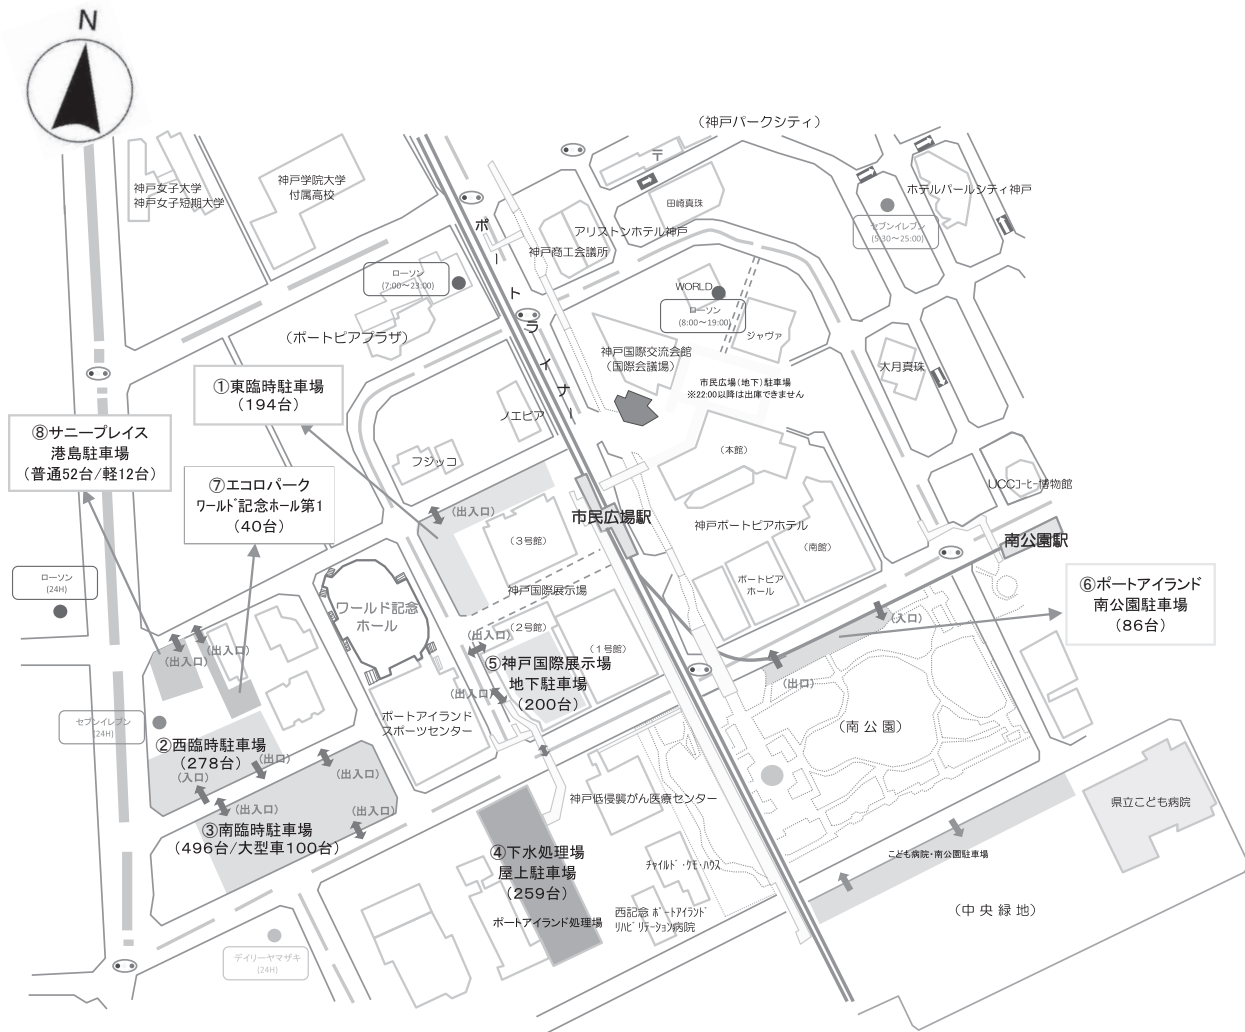 N
（神戸パークシティ）
〒
神戸女子大学
神戸女子短期大学
神戸学院大学
付属高校
田崎真珠
ホテルパールシティ神戸
セブンイレブン
(5:30〜25:00)
アリストンホテル神戸
神戸商工会議所
ポートライナー
ローソン
(7:00〜23:00)
WORLD
ローソン
(8:00〜19:00)
ジャヴァ
（ポートピアプラザ）
神戸国際交流会館
（国際会議場）
大月真珠
市民広場（地下）駐車場
※22:00以降は出庫できません
①東臨時駐車場
（194台）
ノエビア
⑧サニープレイス
港島駐車場
（普通52台/軽12台）
フジッコ
（本館）
⑦エコロパーク
ワールド記念ホール第1
（40台）
UCCコーヒー博物館
（出入口）
市民広場駅
神戸ポートピアホテル
（南館）
（3号館）
南公園駅
ローソン
(24H)
神戸国際展示場
ポートピア
ホール
⑥ポートアイランド
南公園駐車場
（86台）
ワールド記念
ホール
（入口）
（2号館）
（出入口）
（1号館）
（出入口）
（出入口）
⑤神戸国際展示場
地下駐車場
（200台）
（出入口）
（出口）
セブンイレブン
(24H)
ポートアイランド
スポーツセンター
（南公園）
②西臨時駐車場
（278台）
（出口）
（入口）
（出入口）
（出入口）
（出入口）
③南臨時駐車場
（496台/大型車100台）
神戸低侵襲がん医療センター
県立こども病院
④下水処理場
屋上駐車場
（259台）
こども病院・南公園駐車場
チャイルド・ケモ・ハウス
ポートアイランド処理場
西記念 ポートアイランド
リハビリテーション病院
（中央緑地）
デイリーヤマザキ
(24H)